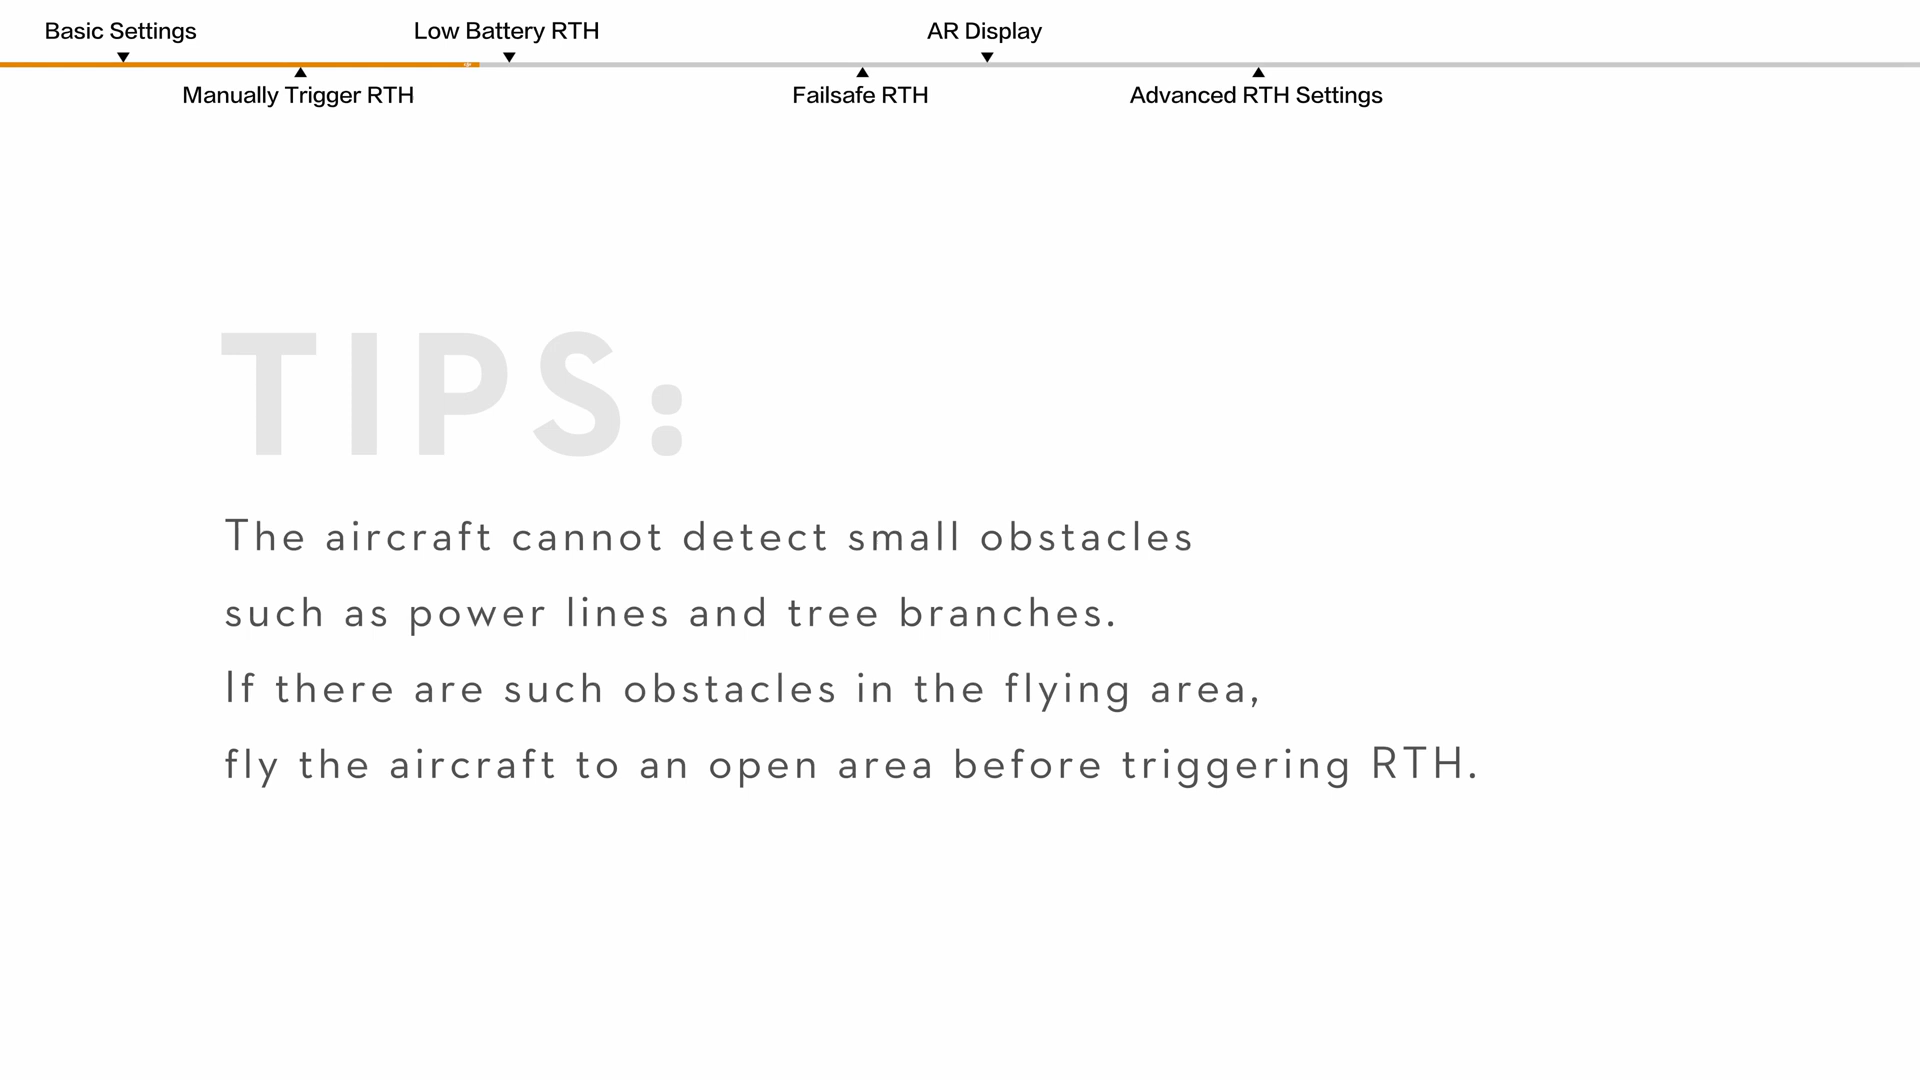 Basic Settings
Low Battery RTH
AR Display
Manually Trigger RTH
Failsafe RTH
Advanced RTH Settings
TIPS:
The aircraft cannot detect small obstacles
such as power lines and tree branches.
If there are such obstacles in the flying area,
fly the aircraft to an open area before triggering RTH.